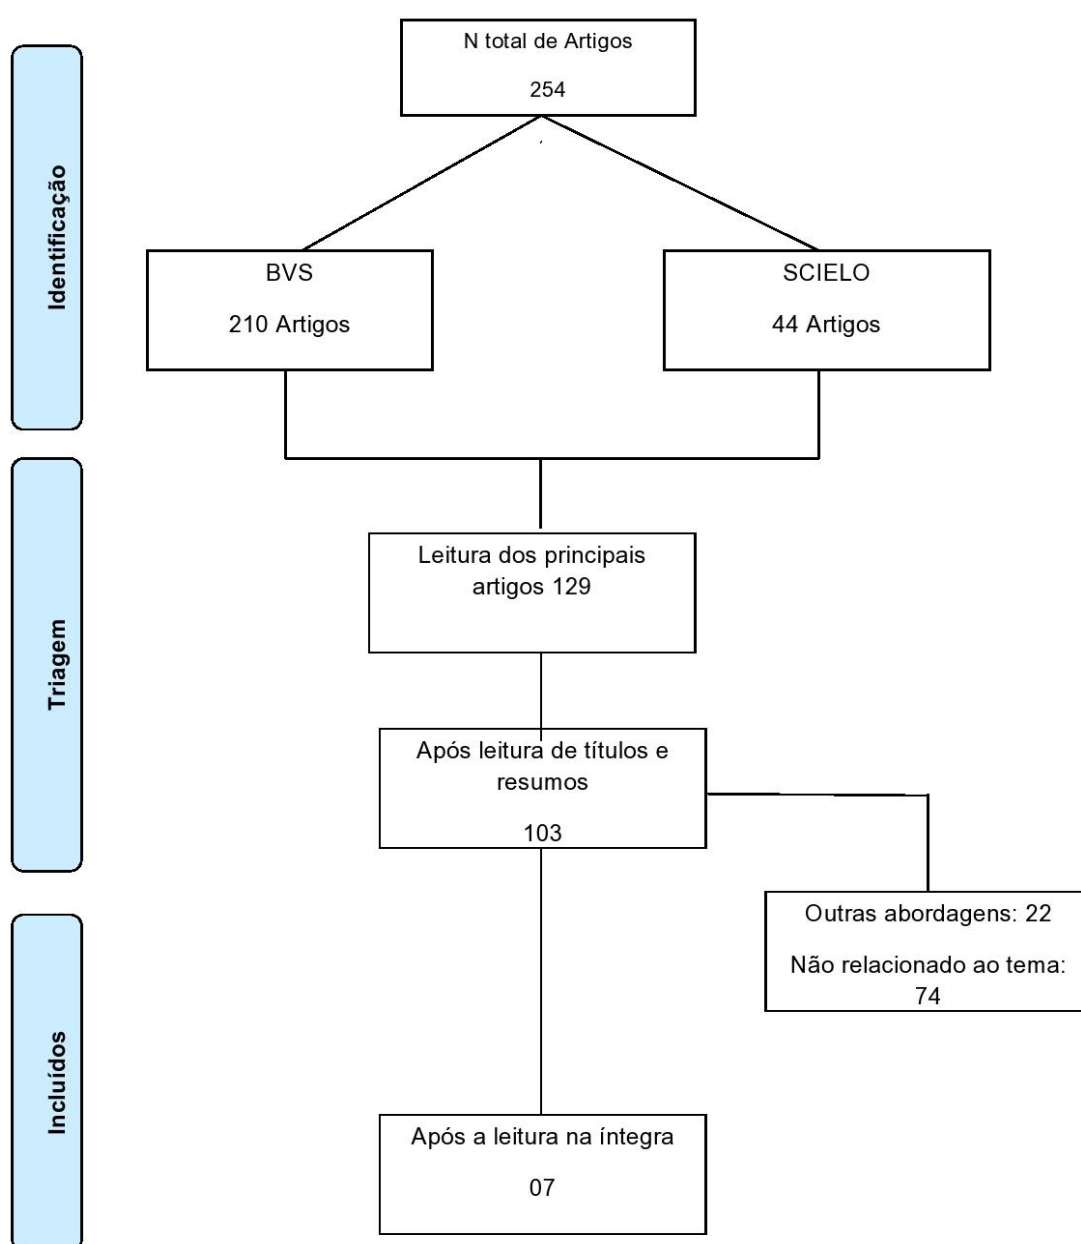 N total de Artigos
254
Identificação
BVS
210 Artigos
SCIELO
44 Artigos
Triagem
Leitura dos principais
artigos 129
Após leitura de títulos e
resumos
103
Outras abordagens: 22
Não relacionado ao tema:
74
Incluídos
Após a leitura na íntegra
07